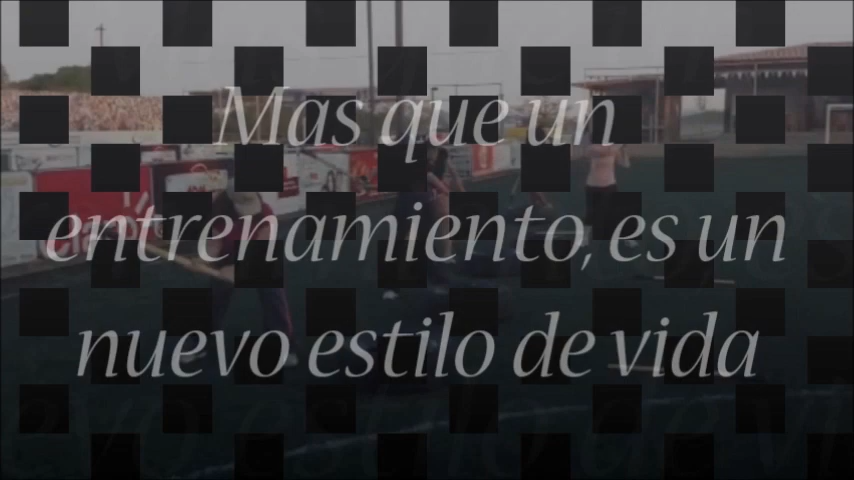 Mas que un
entrenamiento, es un
nuevo estilo de vida